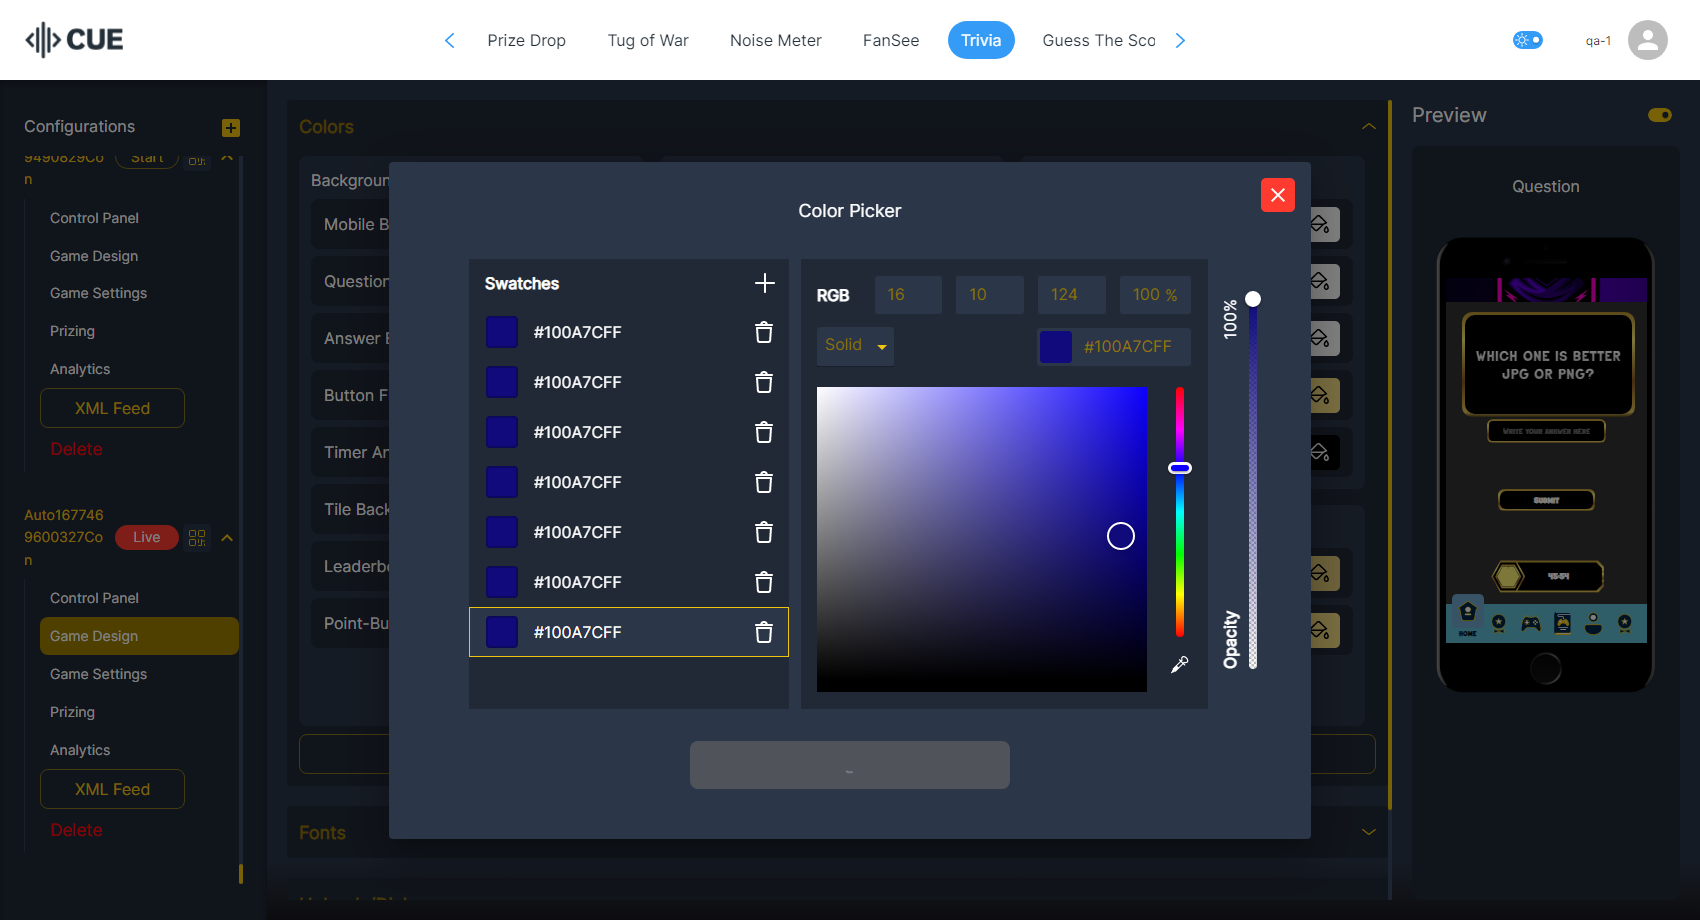 CUE
Prize Drop
Tug of War
Noise Meter
FanSee
Trivia
Guess The Sco
qa-1
Configurations
9490829Co
n
Start
Control Panel
Game Design
Game Settings
Prizing
Analytics
XML Feed
Delete
Auto167746
9600327Co
n
Live
Control Panel
Game Design
Game Settings
Prizing
Analytics
XML Feed
Delete
Colors
Backgroun
Mobile B
Question
Answer
Button F
Timer An
Tile Back
Leaderb
Point-Bu
Fonts
Color Picker
Swatches
#100A7CFF
#100A7CFF
#100A7CFF
#100A7CFF
#100A7CFF
#100A7CFF
#100A7CFF
RGB
16
10
124
100 %
Solid
#100A7CFF
100%
Opacity
Preview
Question
WHICH ONE IS BETTER
JPG OR PNG?
WRITE YOUR ANSWER HERE
SUBMIT
HOME